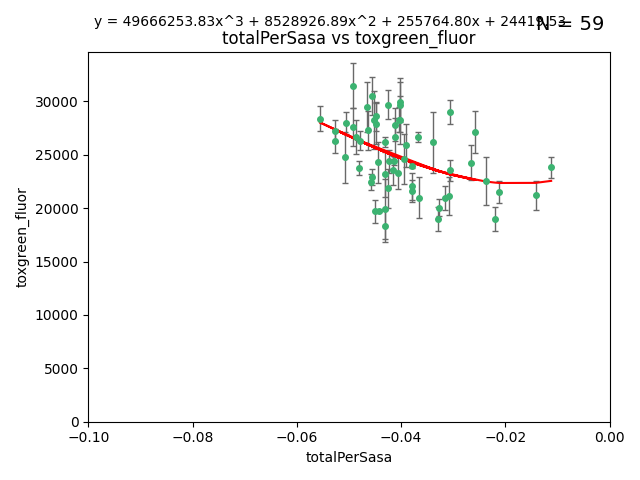 y = 49666253.83x^3 + 8528926.89x^2 + 255764.80x + 24419.53
N = 59
totalPerSasa vs toxgreen_fluor
30000
25000
20000
15000
10000
5000
0
toxgreen_fluor
−0.10 −0.08 −0.06 −0.04 −0.02 0.00
totalPerSasa